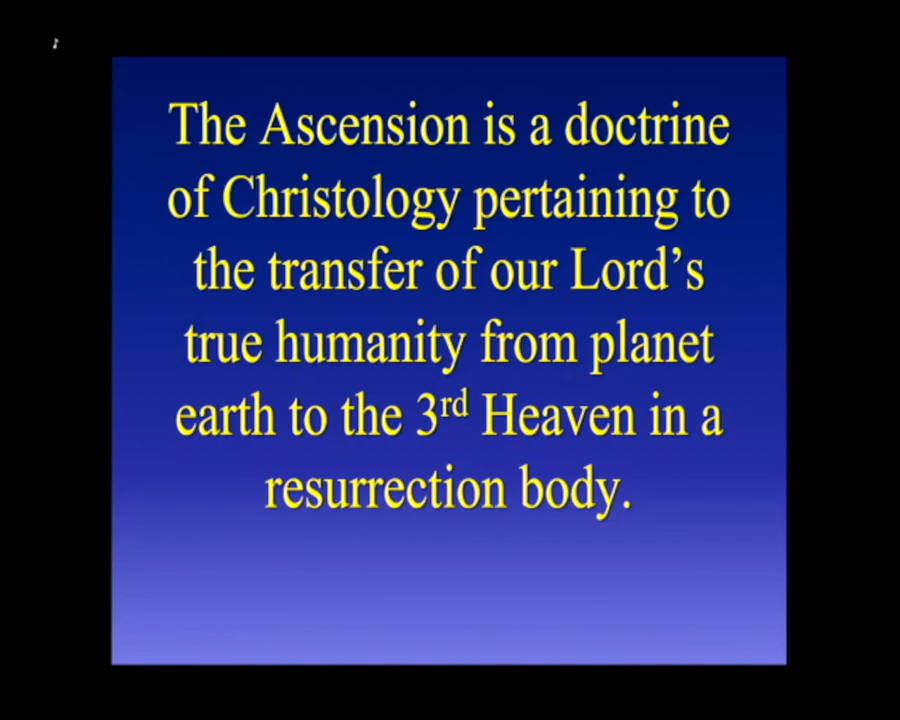 The Ascension is a doctrine
of Christology pertaining to
the transfer of our Lord’s
true humanity from planet
earth to the 3rd Heaven in a
resurrection body.